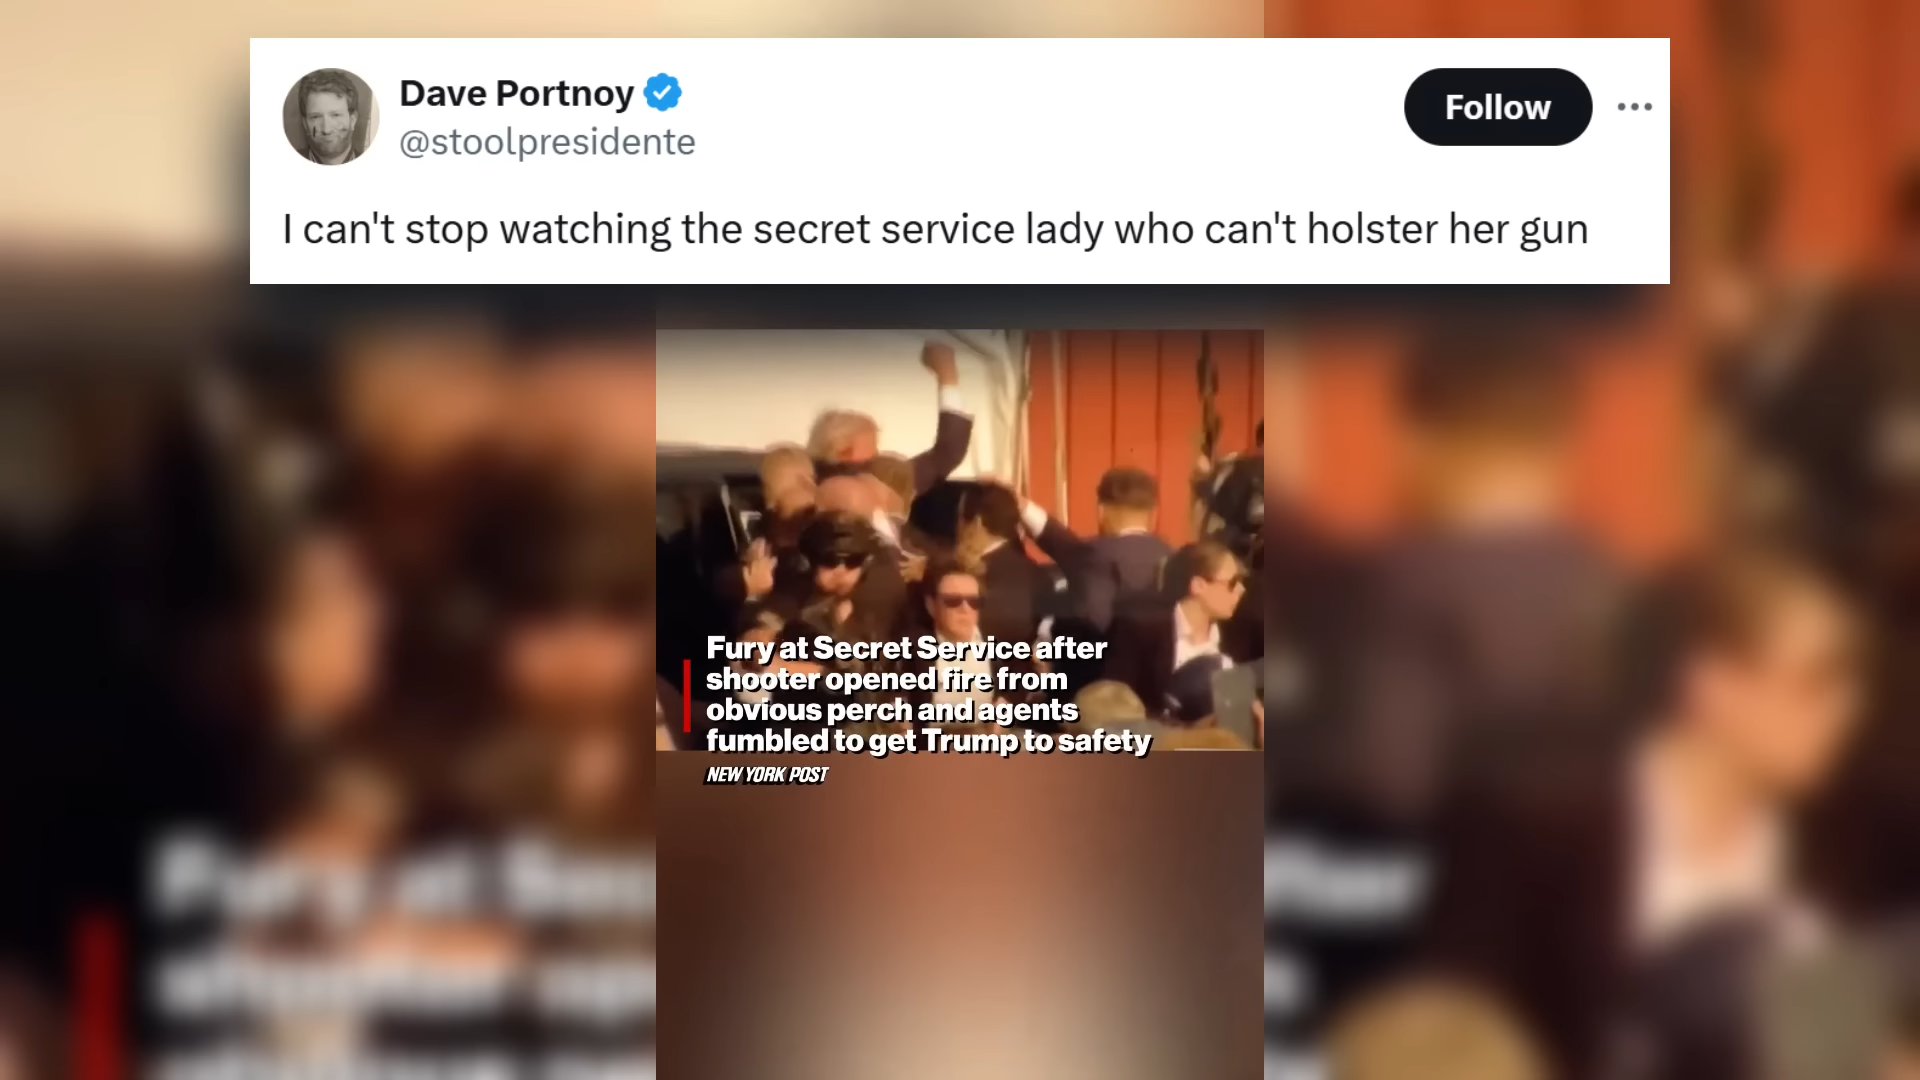 Dave Portnoy
@stoolpresidente
Follow
I can't stop watching the secret service lady who can't holster her gun
Fury at Secret Service after
shooter opened fire from
obvious perch and agents
fumbled to get Trump to safety
NEW YORK POST